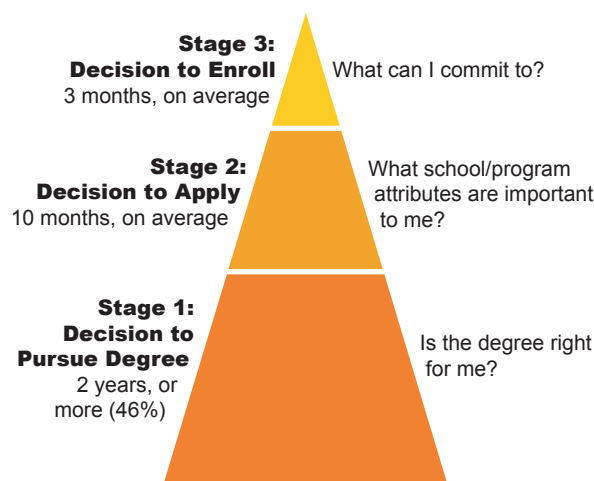 Stage 3:
Decision to Enroll
3 months, on average
What can I commit to?
Stage 2:
Decision to Apply
10 months, on average
What school/program
attributes are important
to me?
Stage 1:
Decision to
Pursue Degree
2 years, or
more (46%)
Is the degree right
for me?